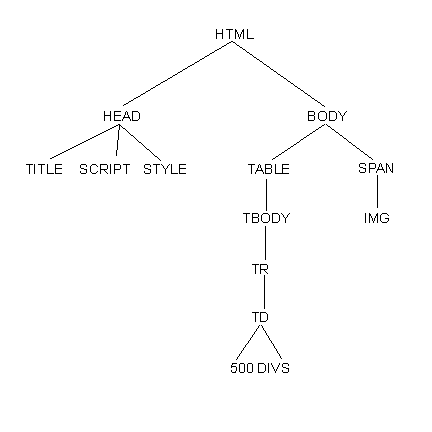 HTML
HEAD BODY
TITLE SCRIPT STYLE TABLE SPAN
TBODY IMG
TR
TD
500 DIVS